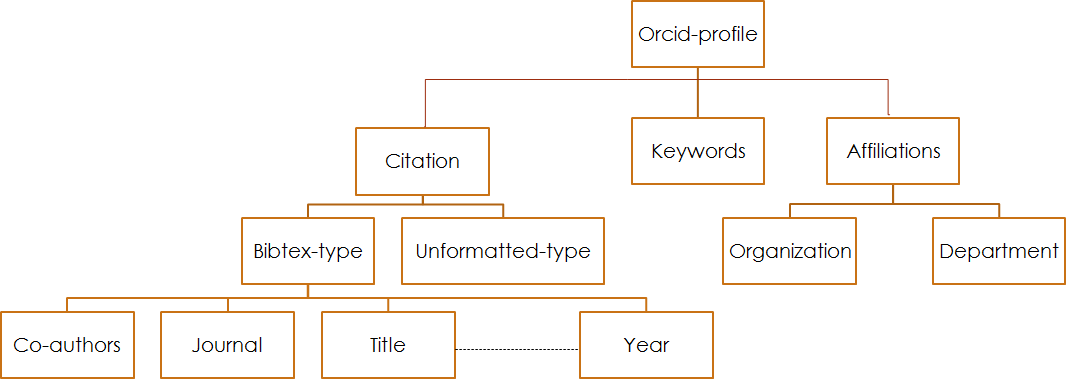 Orcid-profile
Citation
Keywords
Affiliations
Bibtex-type
Unformatted-type
Organization
Department
Co-authors
Journal
Title
Year